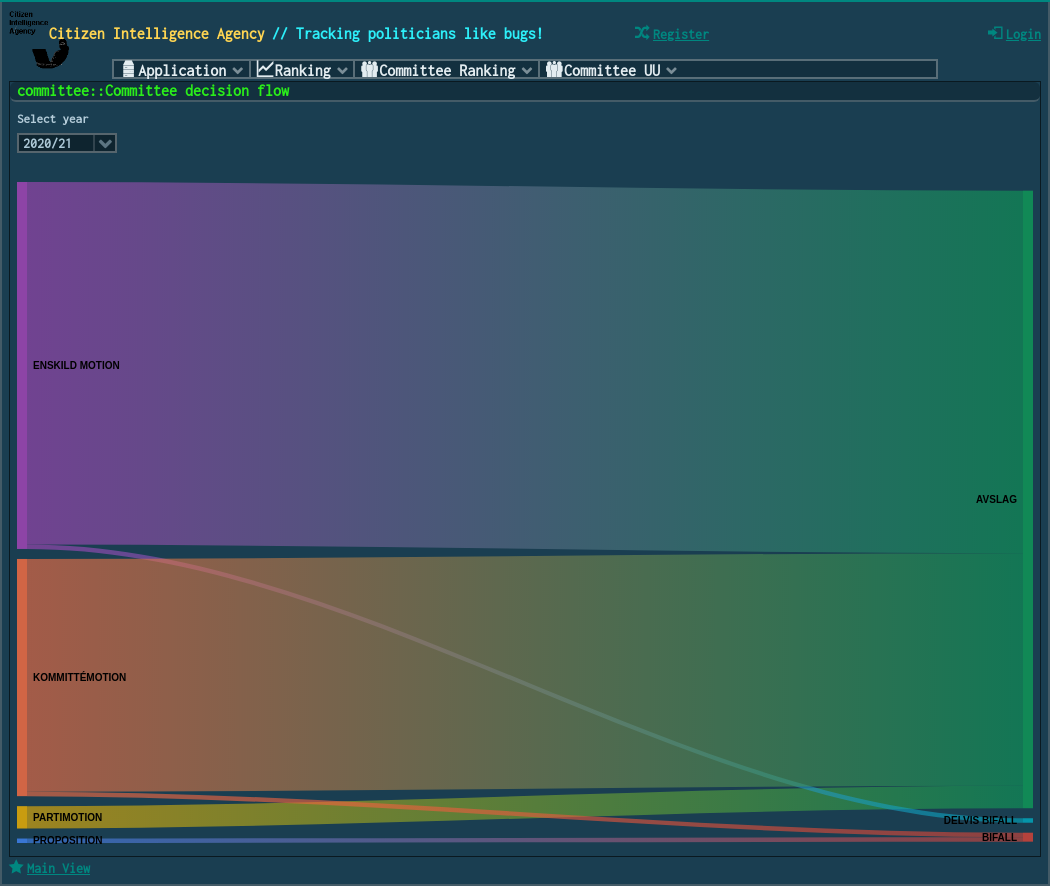 Citizen
Intelligence
Agency
Citizen Intelligence Agency // Tracking politicians like bugs!
Register
Login
Application
Ranking
Committee Ranking
Committee UU
committee::Committee decision flow
Select year
2020/21
ENSKILD MOTION
AVSLAG
KOMMITTÉMOTION
PARTIMOTION
DELVIS BIFALL
PROPOSITION
BIFALL
Main View